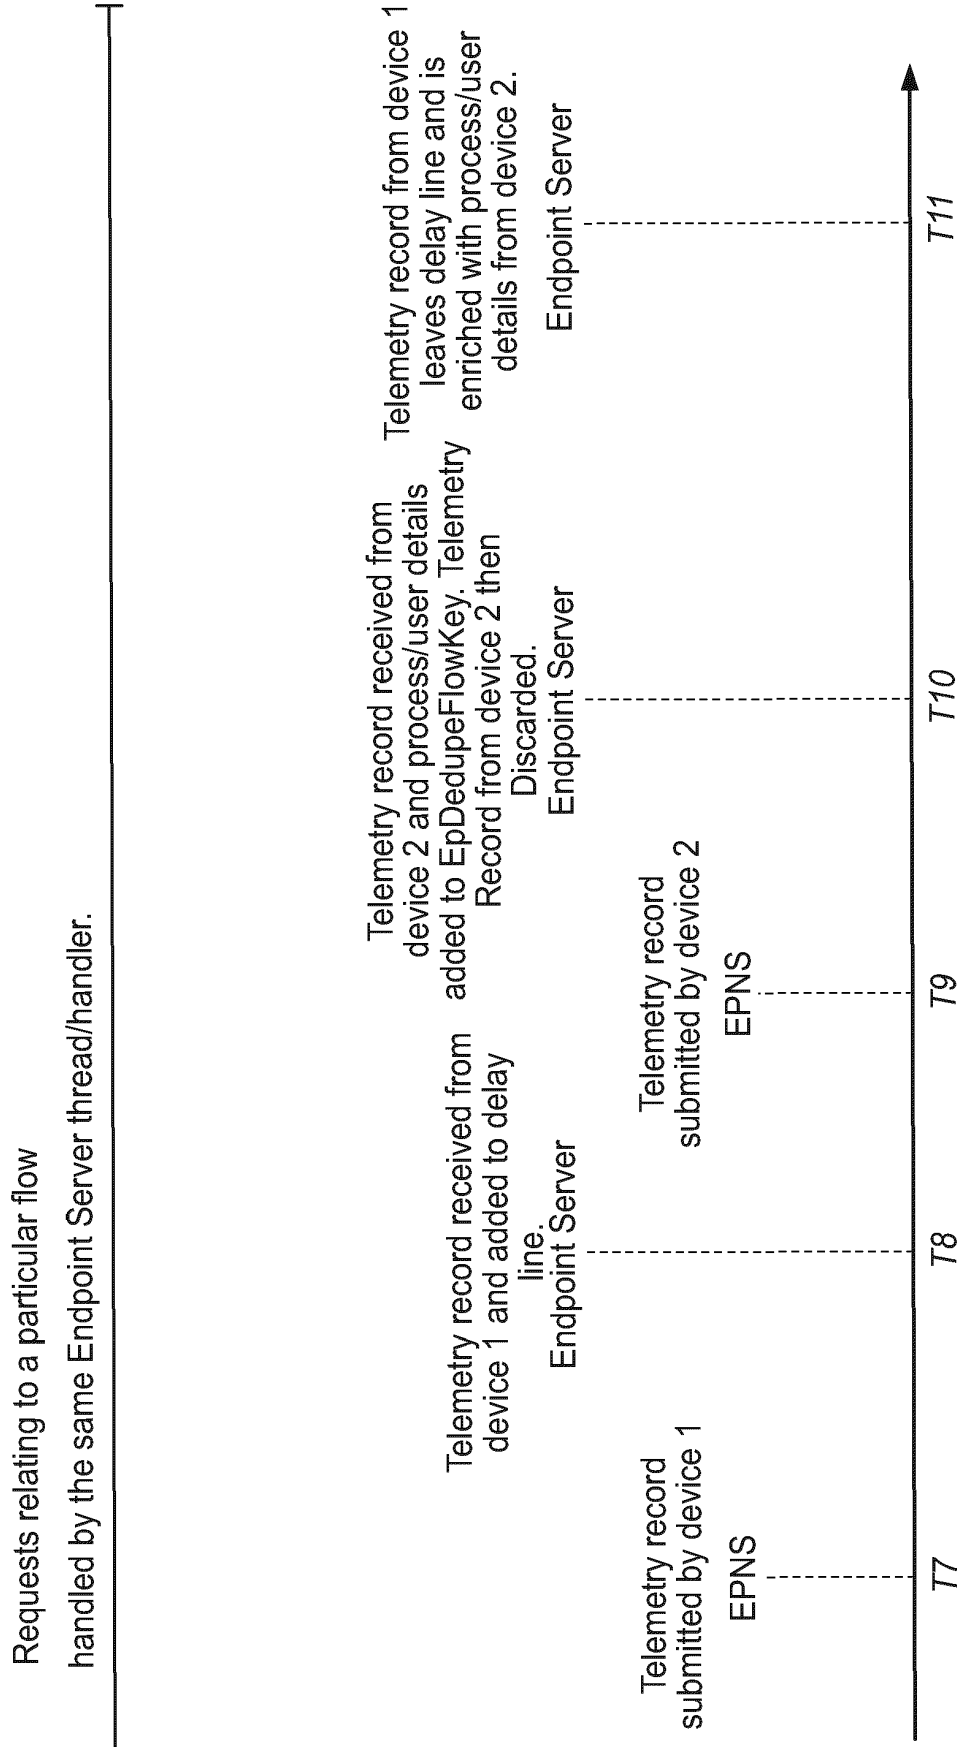 Requests relating to a particular flow
handled by the same Endpoint Server thread/handler.
Telemetry record
submitted by device 1
EPNS
Telemetry record received from
device 1 and added to delay
line.
Endpoint Server
Telemetry record
submitted by device 2
EPNS
Telemetry record received from
device 2 and process/user details
added to EpDedupeFlowKey. Telemetry
Record from device 2 then
Discarded.
Endpoint Server
Telemetry record from device 1
leaves delay line and is
enriched with process/user
details from device 2.
Endpoint Server
T7
T8
T9
T10
T11